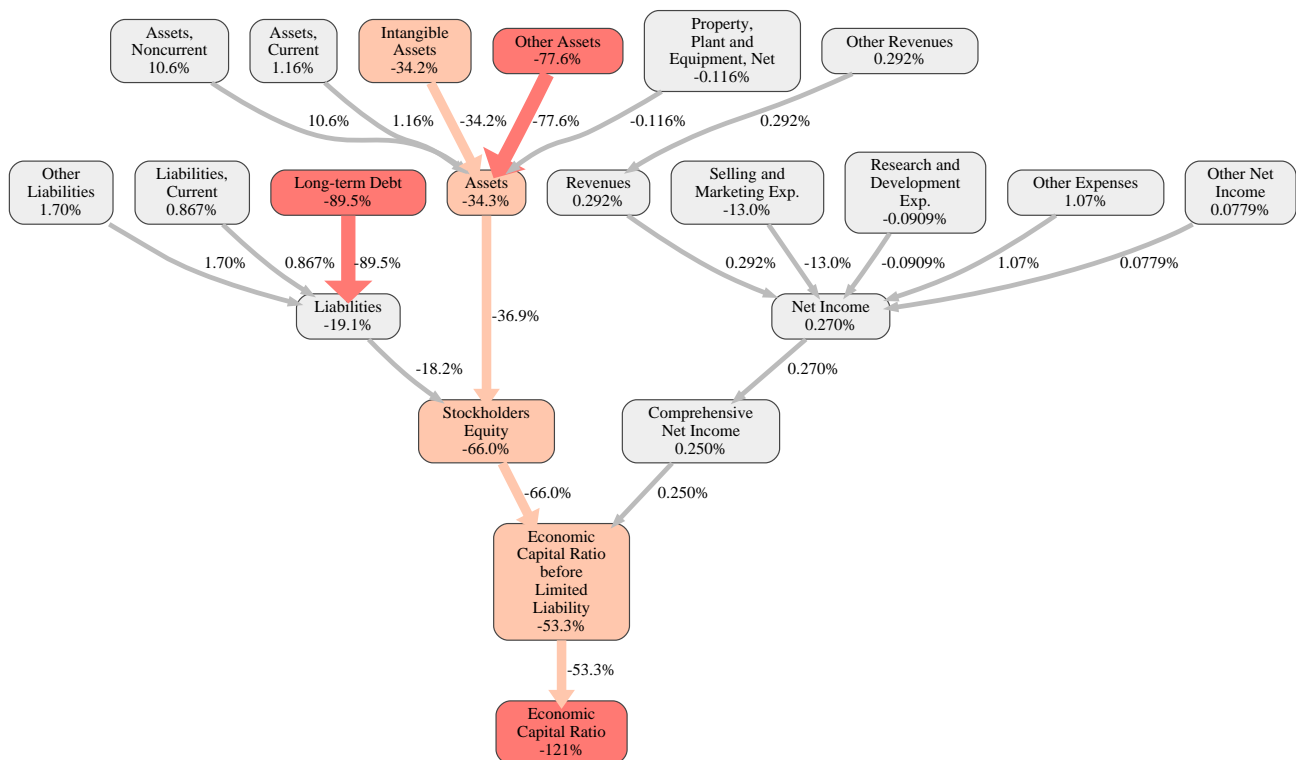 Assets,
Noncurrent
10.6%
Assets,
Current
1.16%
Intangible
Assets
-34.2%
Other Assets
-77.6%
Property,
Plant and
Equipment, Net
-0.116%
Other Revenues
0.292%
10.6%
1.16%
-34.2%
-77.6%
-0.116%
0.292%
Other
Liabilities
1.70%
Liabilities,
Current
0.867%
Long-term Debt
-89.5%
Assets
-34.3%
Revenues
0.292%
Selling and
Marketing Exp.
-13.0%
Research and
Development
Exp.
-0.0909%
Other Expenses
1.07%
Other Net
Income
0.0779%
1.70%
0.867%
-89.5%
0.292%
-13.0%
-0.0909%
1.07%
0.0779%
Liabilities
-19.1%
-36.9%
Net Income
0.270%
-18.2%
0.270%
Stockholders
Equity
-66.0%
Comprehensive
Net Income
0.250%
-66.0%
0.250%
Economic
Capital Ratio
before
Limited
Liability
-53.3%
-53.3%
Economic
Capital Ratio
-121%